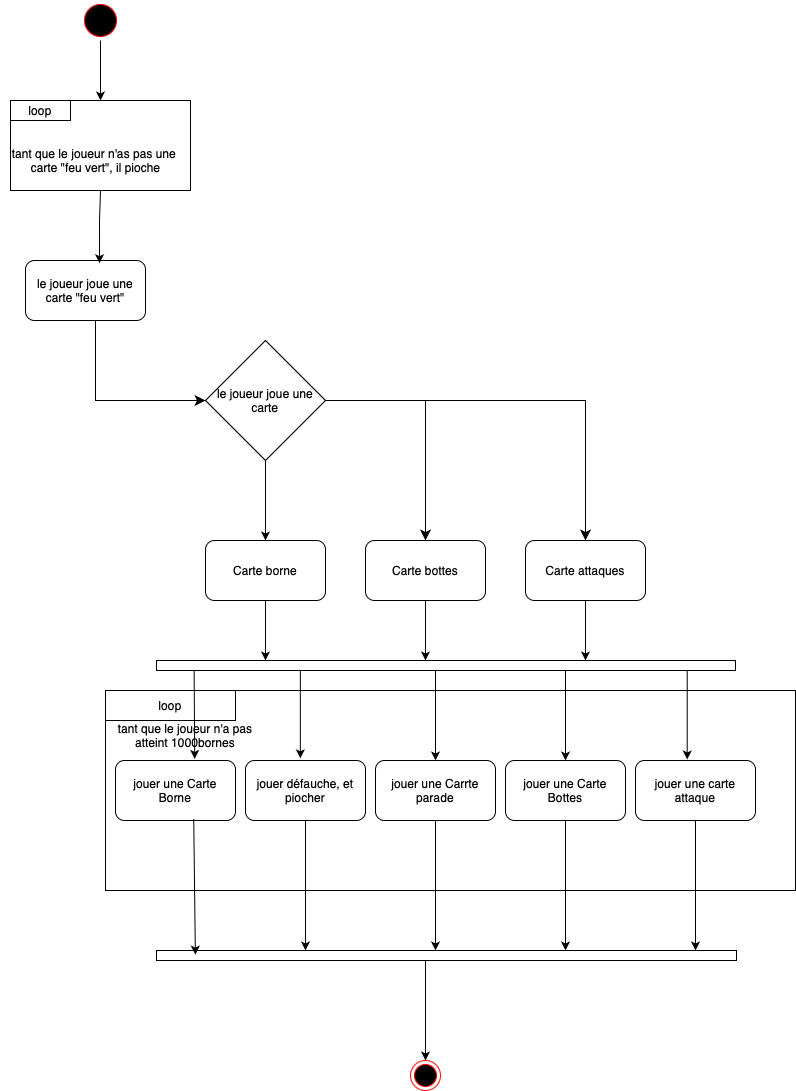 loop
tant que le joueur n'as pas une
carte "feu vert", il pioche
le joueur joue une
carte "feu vert"
le joueur joue une
carte
Carte borne
Carte bottes
Carte attaques
loop
tant que le joueur n'a pas
atteint 1000bornes
jouer une Carte
Borne
jouer défauche, et
piocher
jouer une Carrte
parade
jouer une Carte
Bottes
jouer une carte
attaque